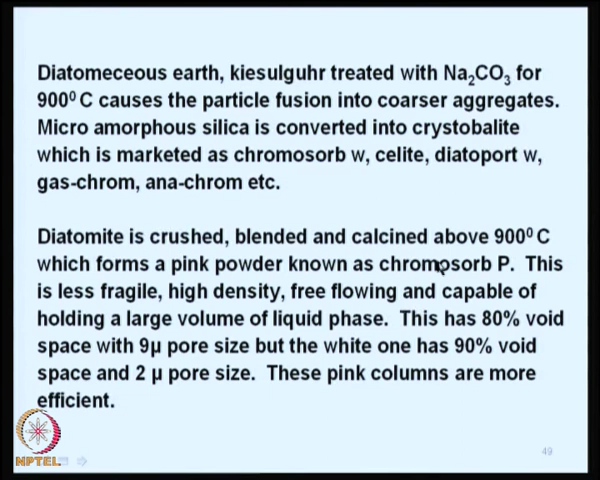 Diatomeceous earth, kiesulguhr treated with Na₂CO₃ for
900⁰ C causes the particle fusion into coarser aggregates.
Micro amorphous silica is converted into crystobalite
which is marketed as chromosorb w, celite, diatoport w,
gas-chrom, ana-chrom etc.
Diatomite is crushed, blended and calcined above 900⁰ C
which forms a pink powder known as chromosorb P. This
is less fragile, high density, free flowing and capable of
holding a large volume of liquid phase. This has 80% void
space with 9µ pore size but the white one has 90% void
space and 2 µ pore size. These pink columns are more
efficient.
NPTEL
49